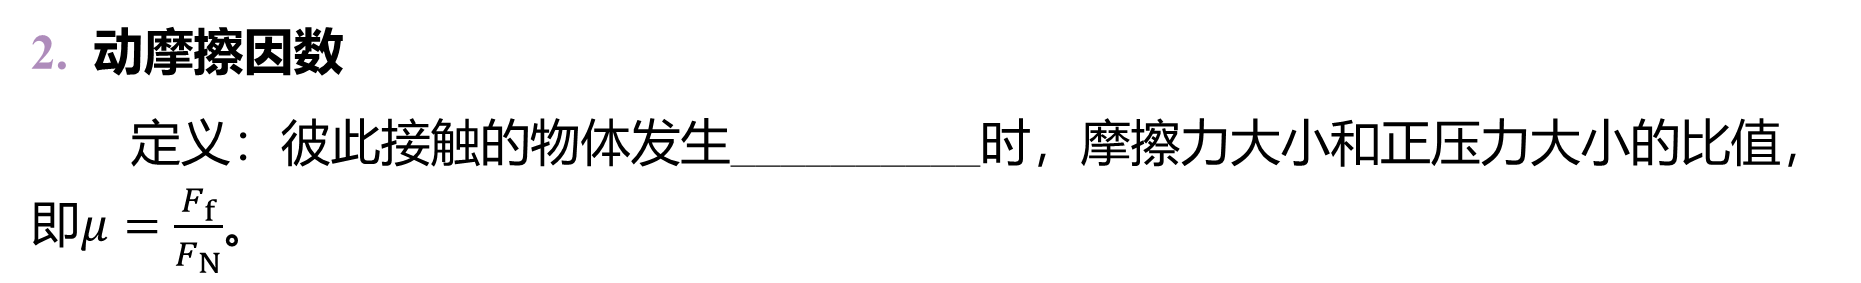 2. 动摩擦因数
定义：彼此接触的物体发生__________时，摩擦力大小和正压力大小的比值，
即μ = F_f/F_N。